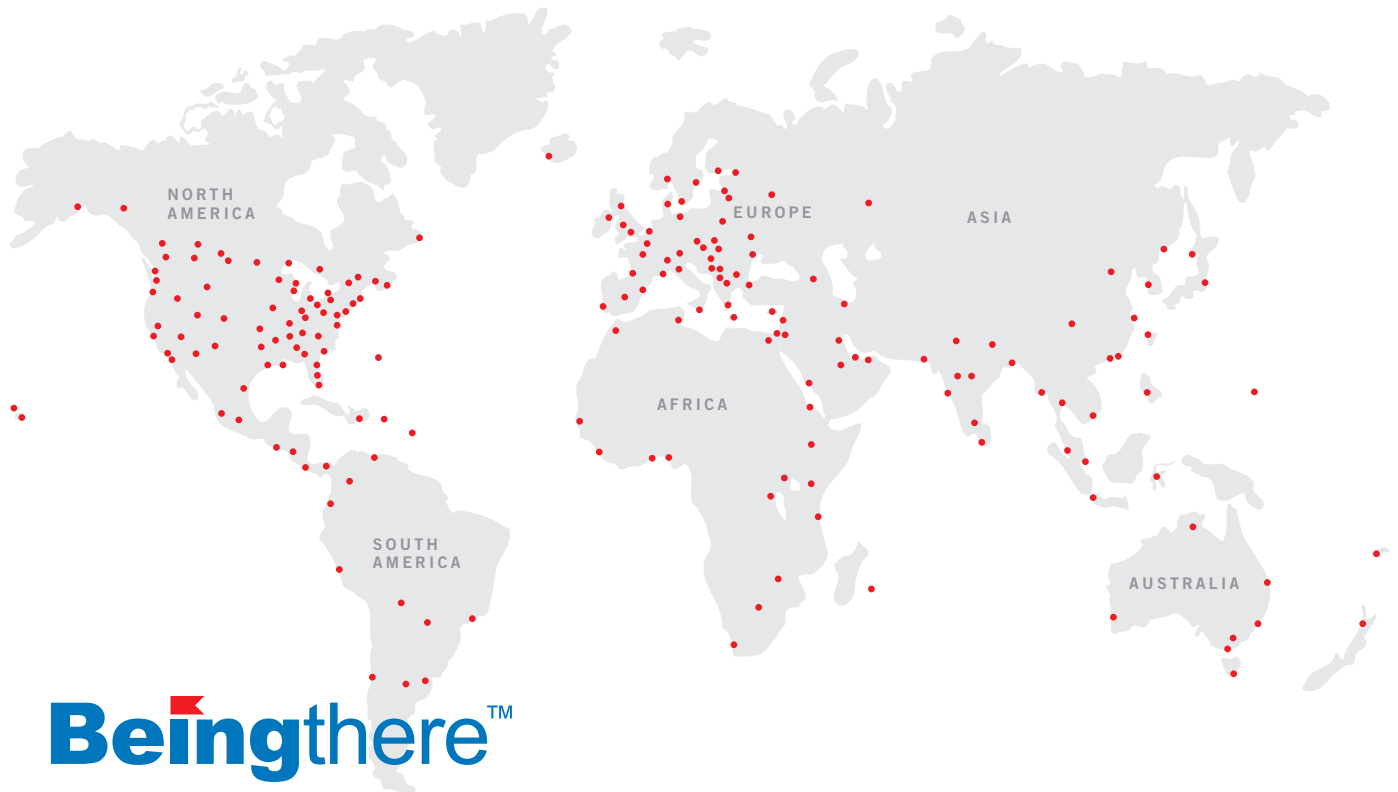 NORTH
AMERICA
EUROPE
ASIA
AFRICA
SOUTH
AMERICA
AUSTRALIA
Beingthere™